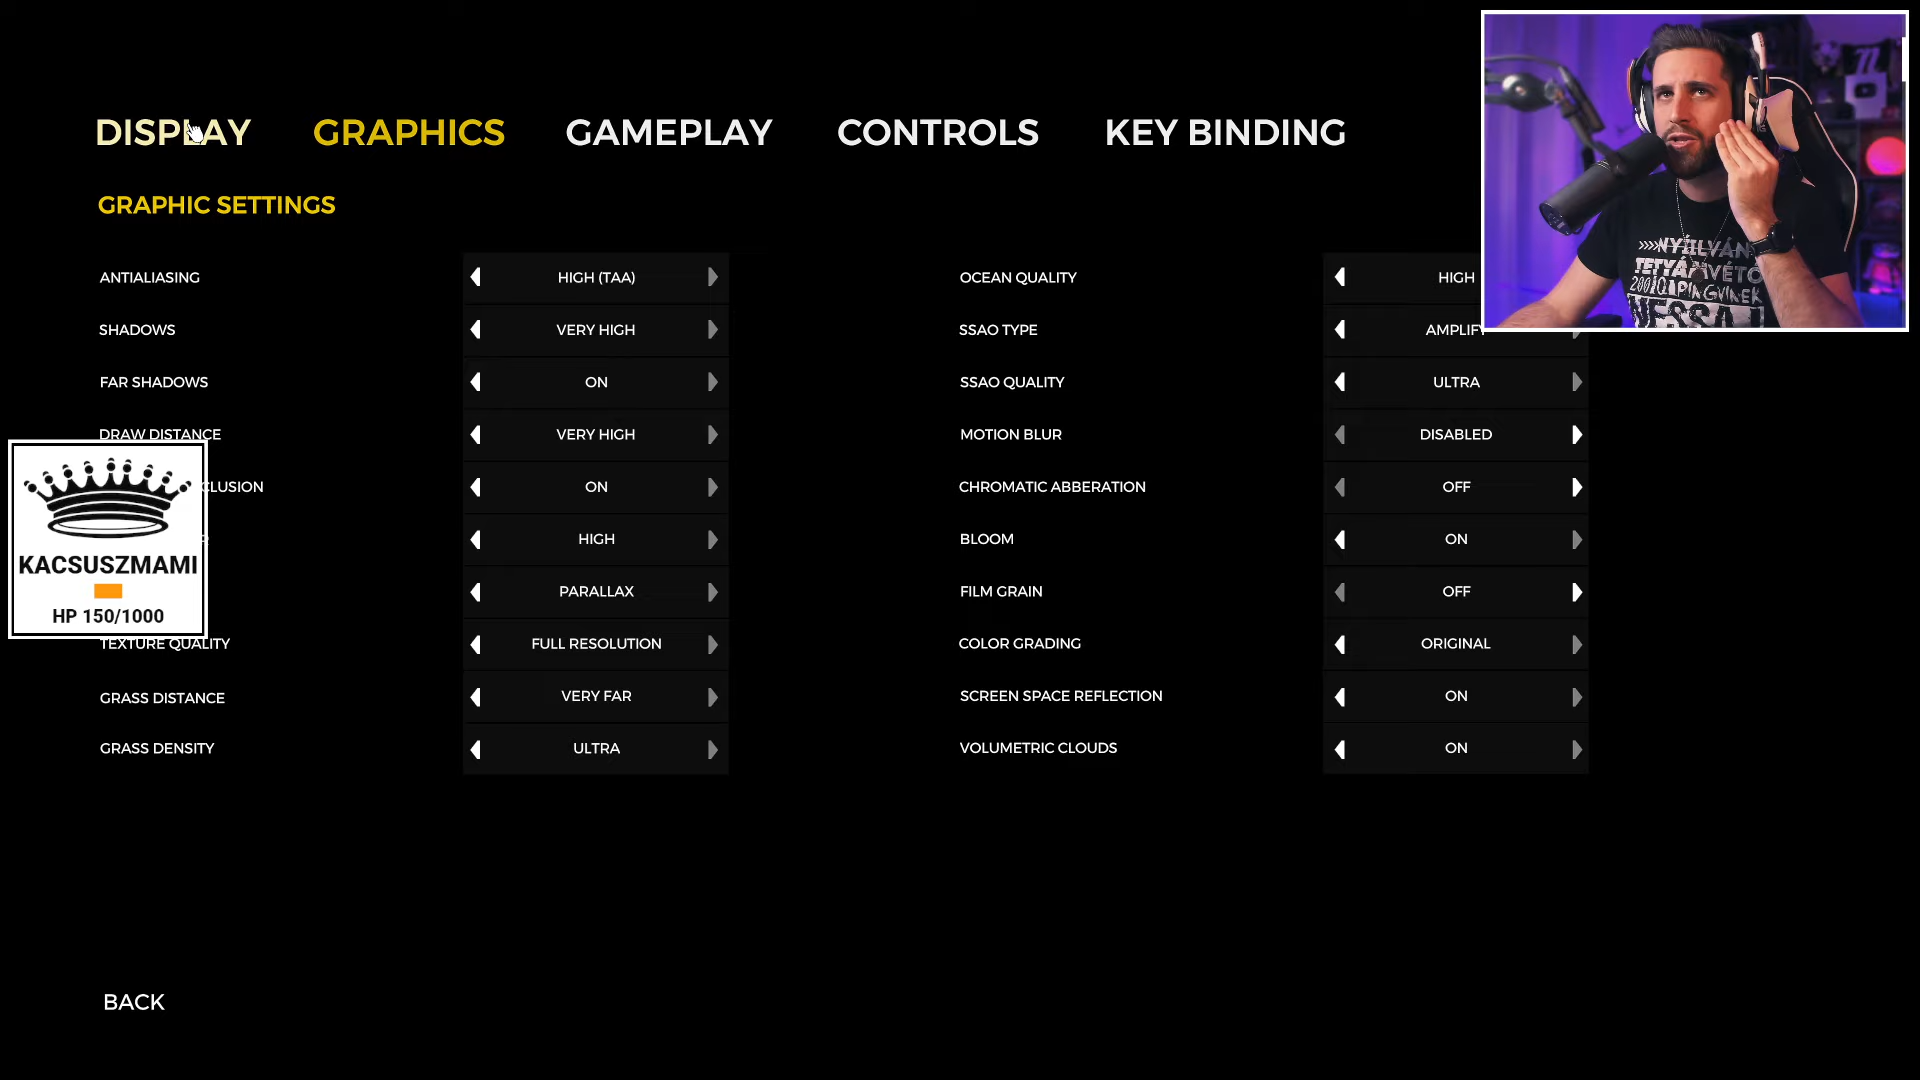 DISPLAY GRAPHICS GAMEPLAY CONTROLS KEY BINDING
GRAPHIC SETTINGS
ANTIALIASING HIGH (TAA)
SHADOWS VERY HIGH
FAR SHADOWS ON
DRAW DISTANCE VERY HIGH
CLUSION ON
HIGH
PARALLAX
TEXTURE QUALITY FULL RESOLUTION
GRASS DISTANCE VERY FAR
GRASS DENSITY ULTRA
OCEAN QUALITY HIGH
SSAO TYPE AMPLIFY
SSAO QUALITY ULTRA
MOTION BLUR DISABLED
CHROMATIC ABBERATION OFF
BLOOM ON
FILM GRAIN OFF
COLOR GRADING ORIGINAL
SCREEN SPACE REFLECTION ON
VOLUMETRIC CLOUDS ON
KACSUSZMAMI
HP 150/1000
BACK
77